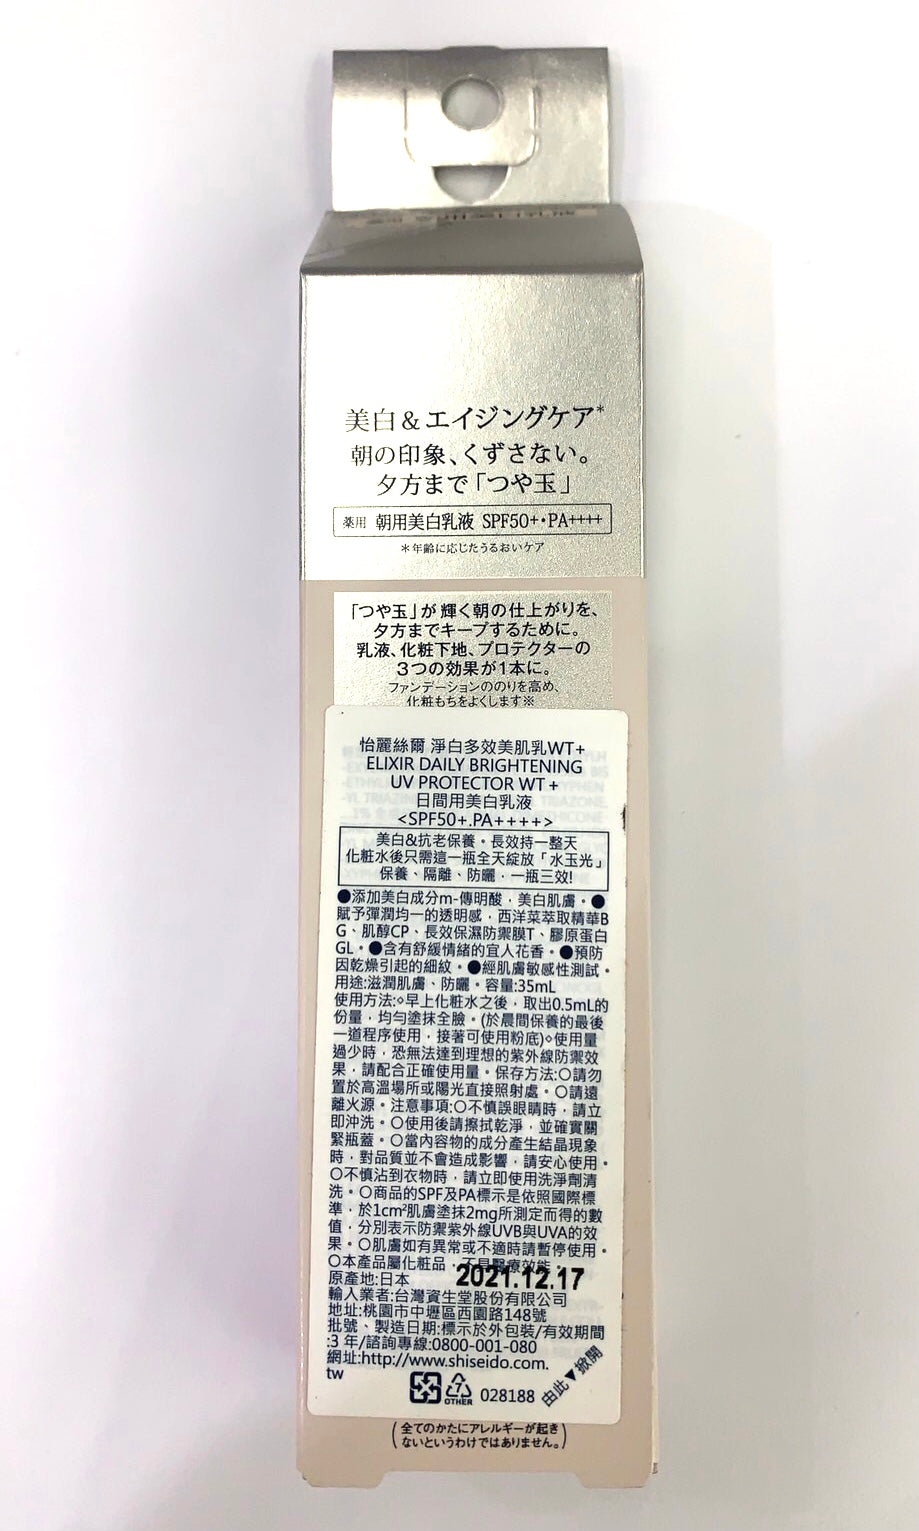 美白&エイジングケア*
朝の印象、くずさない。
夕方まで「つや玉」
薬用 朝用美白乳液 SPF50+・PA++++
*年齢に応じたうるおいケア
「つや玉」が輝く朝の仕上がりを、
夕方までキープするために。
乳液、化粧下地、プロテクターの
3つの効果が1本に。
ファンデーションののりを高め、
化粧もちをよくします※
怡麗絲爾 淨白多效美肌乳WT+
ELIXIR DAILY BRIGHTENING
UV PROTECTOR WT +
日間用美白乳液
<SPF50+.PA++++>
美白&抗老保養。長效持一整天
化粧水後只需這一瓶全天綻放「水玉光」
保養、隔離、防曬,一瓶三效!
●添加美白成分m-傳明酸,美白肌膚。●
賦予彈潤均一的透明感,西洋菜萃取精華B
G、肌醇CP、長效保濕防禦膜T、膠原蛋白
GL。●含有舒緩情緒的宜人花香。●預防
因乾燥引起的細紋。●經肌膚敏感性測試。
用途:滋潤肌膚、防曬。容量:35mL
使用方法:◇早上化粧水之後,取出0.5mL的
份量,均勻塗抹全臉。(於晨間保養的最後
一道程序使用,接著可使用粉底)◇使用量
過少時,恐無法達到理想的紫外線防禦效
果,請配合正確使用量。保存方法:○請勿
置於高溫場所或陽光直接照射處。○請遠
離火源。注意事項:○不慎誤眼睛時,請立
即沖洗。○使用後請擦拭乾淨,並確實關
緊瓶蓋。○當內容物的成分產生結晶現象
時,對品質並不會造成影響,請安心使用。
○不慎沾到衣物時,請立即使用洗淨劑清
洗。○商品的SPF及PA標示是依照國際標
準,於1cm²肌膚塗抹2mg所測定而得的數
值,分別表示防禦紫外線UVB與UVA的效
果。○肌膚如有異常或不適時請暫停使用。
○本產品屬化粧品,不具醫療效能。
原產地:日本 2021.12.17
輸入業者:台灣資生堂股份有限公司
地址:桃園市中壢區西園路148號
批號、製造日期:標示於外包裝/有效期間
:3 年/諮詢專線:0800-001-080
網址:http://www.shiseido.com.
tw
7 OTHER 028188 由此▼掀開
(全てのかたにアレルギーが起き
ないというわけではありません。)